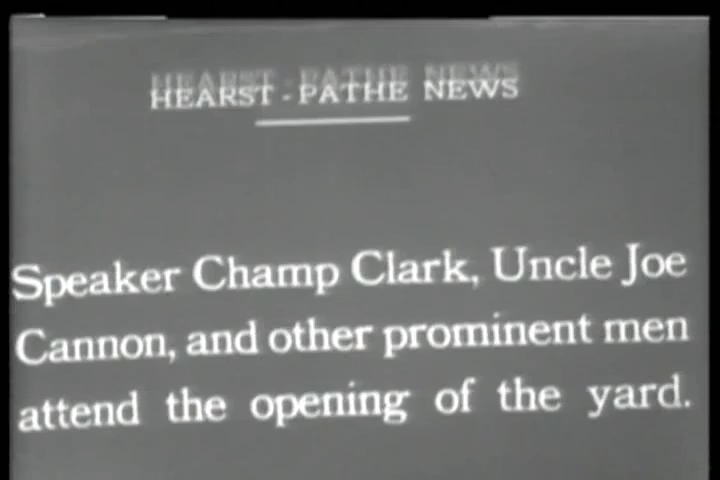 HEARST - PATHE NEWS
Speaker Champ Clark, Uncle Joe
Cannon, and other prominent men
attend the opening of the yard.